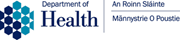 Department of
Health
An Roinn Sláinte
Männystrie O Poustie